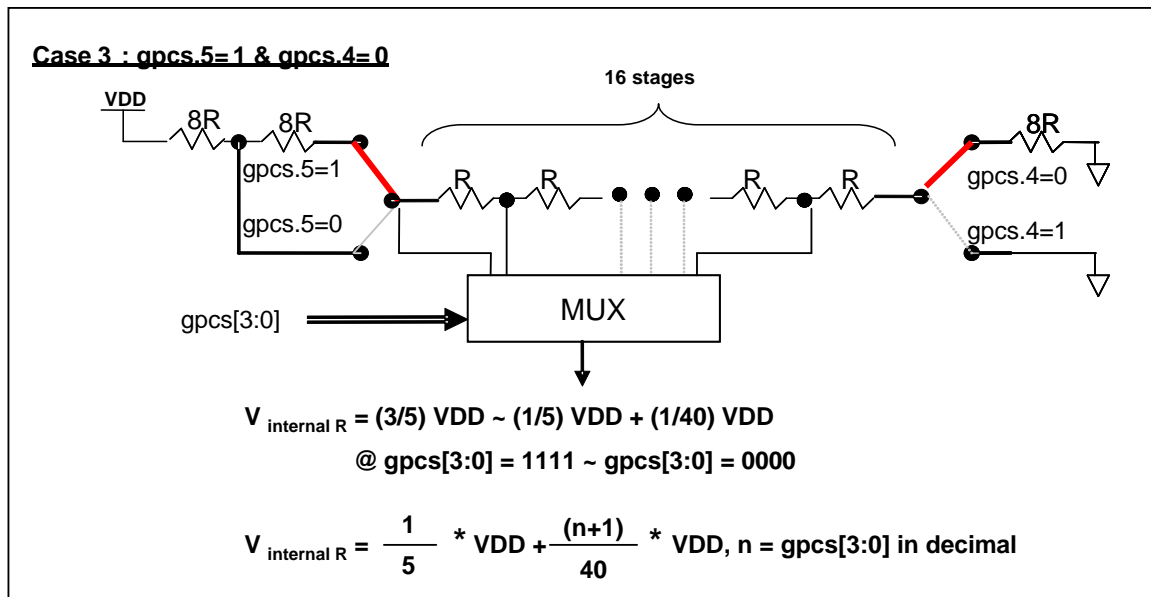 Case 3 : gpcs.5= 1 & gpcs.4= 0
16 stages
VDD
8R
8R
8R
gpcs.5=1
gpcs.4=0
R
R
R
R
gpcs.5=0
gpcs.4=1
gpcs[3:0]
MUX
V internal R = (3/5) VDD ~ (1/5) VDD + (1/40) VDD
@ gpcs[3:0] = 1111 ~ gpcs[3:0] = 0000
V internal R = 1/5 * VDD + (n+1)/40 * VDD, n = gpcs[3:0] in decimal